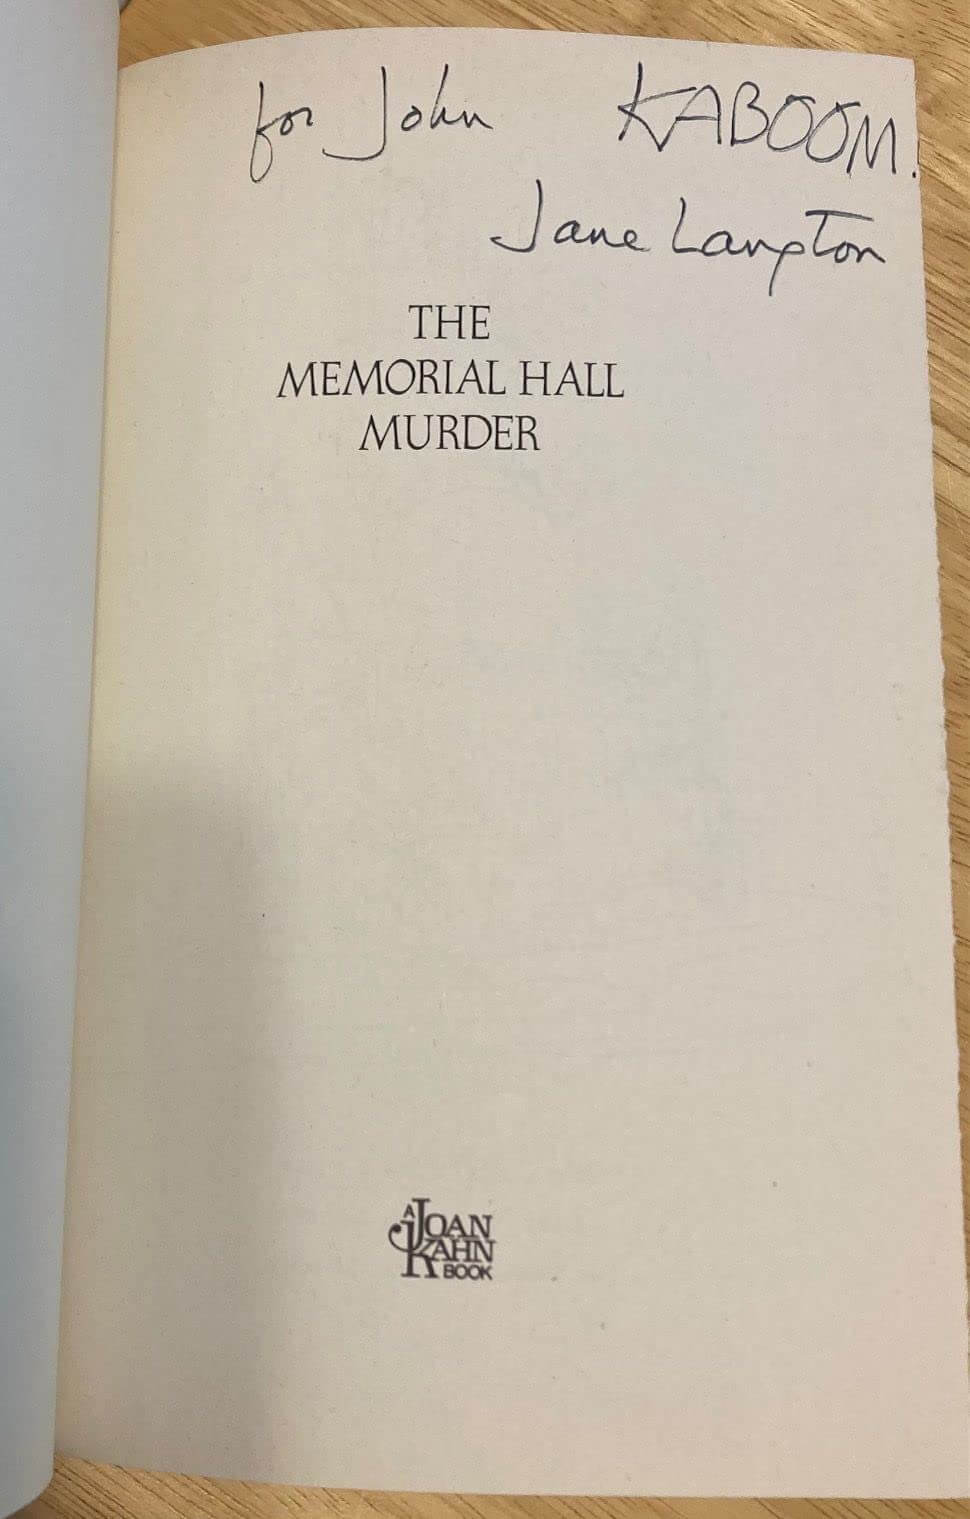 for John KABOOM!
Jane Langton
THE
MEMORIAL HALL
MURDER
A JOAN
KAHN
BOOK